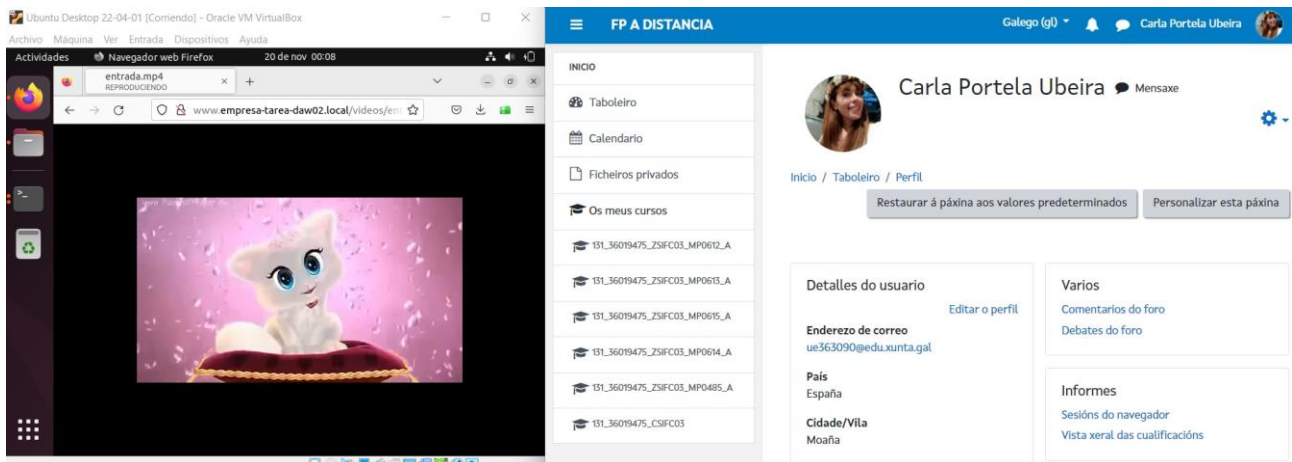 Ubuntu Desktop 22-04-01 [Corriendo] - Oracle VM VirtualBox
Archivo Máquina Ver Entrada Dispositivos Ayuda
Actividades Navegador web Firefox 20 de nov 00:08
entrada.mp4
REPRODUCIENDO
www.empresa-tarea-daw02.local/videos/en
FP A DISTANCIA
Galego (gl)
Carla Portela Ubeira
INICIO
Taboleiro
Calendario
Ficheiros privados
Os meus cursos
131_36019475_ZSIFC03_MP0612_A
131_36019475_ZSIFC03_MP0613_A
131_36019475_ZSIFC03_MP0615_A
131_36019475_ZSIFC03_MP0614_A
131_36019475_ZSIFC03_MP0485_A
131_36019475_CSIFC03
Carla Portela Ubeira Mensaxe
Inicio / Taboleiro / Perfil
Restaurar á páxina aos valores predeterminados
Personalizar esta páxina
Detalles do usuario
Editar o perfil
Enderezo de correo
ue363090@edu.xunta.gal
País
España
Cidade/Vila
Moaña
Varios
Comentarios do foro
Debates do foro
Informes
Sesións do navegador
Vista xeral das cualificacións